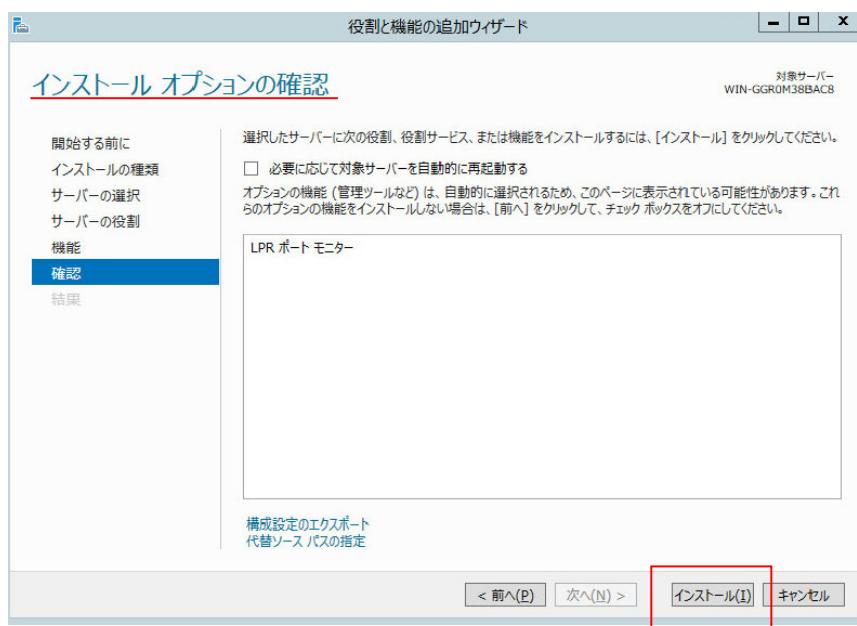 役割と機能の追加ウィザード
インストール オプションの確認
対象サーバー
WIN-GGR0M38BAC8
開始する前に
インストールの種類
サーバーの選択
サーバーの役割
機能
確認
結果
選択したサーバーに次の役割、役割サービス、または機能をインストールするには、[インストール] をクリックしてください。
必要に応じて対象サーバーを自動的に再起動する
オプションの機能 (管理ツールなど) は、自動的に選択されるため、このページに表示されている可能性があります。これ
らのオプションの機能をインストールしない場合は、[前へ] をクリックして、チェック ボックスをオフにしてください。
LPR ポート モニター
構成設定のエクスポート
代替ソース パスの指定
< 前へ(P) 次へ(N) > インストール(I) キャンセル